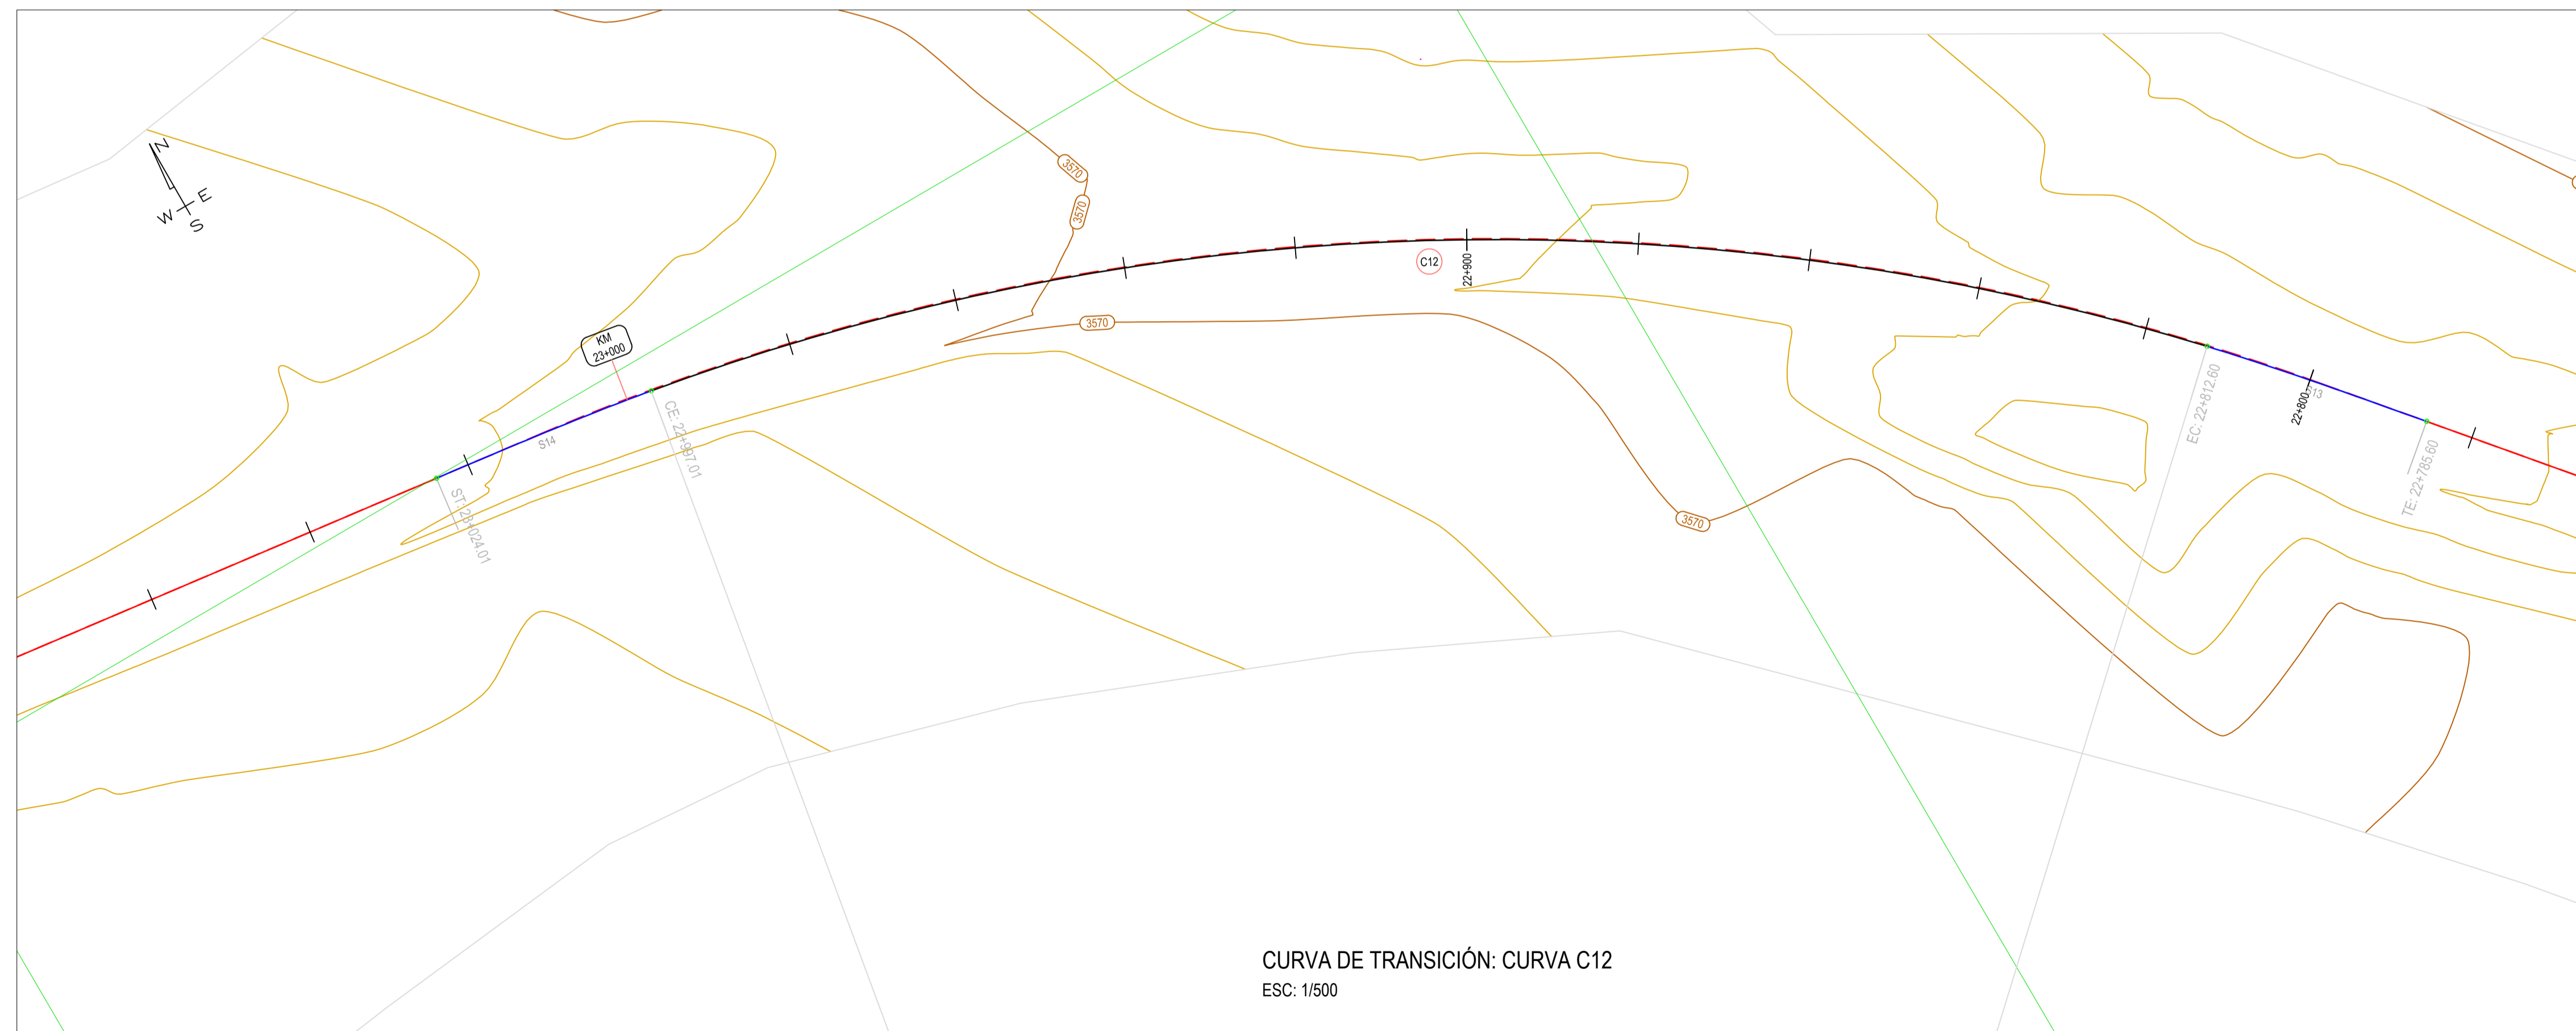 N
E
W
S
3570
3570
C12
22+900
3570
KM
23+000
S14
CE: 22+997.01
ST: 23+024.01
3570
EC: 22+812.60
22+800
S13
TE: 22+785.60
CURVA DE TRANSICIÓN: CURVA C12
ESC: 1/500